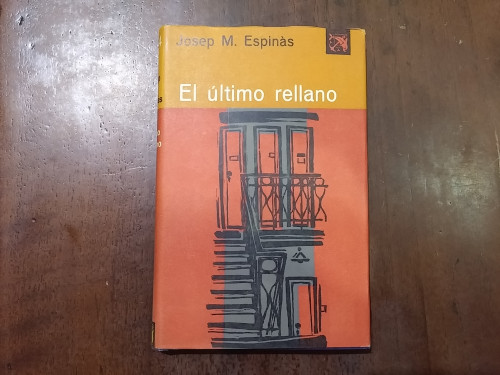 Josep M. Espinàs
El último rellano